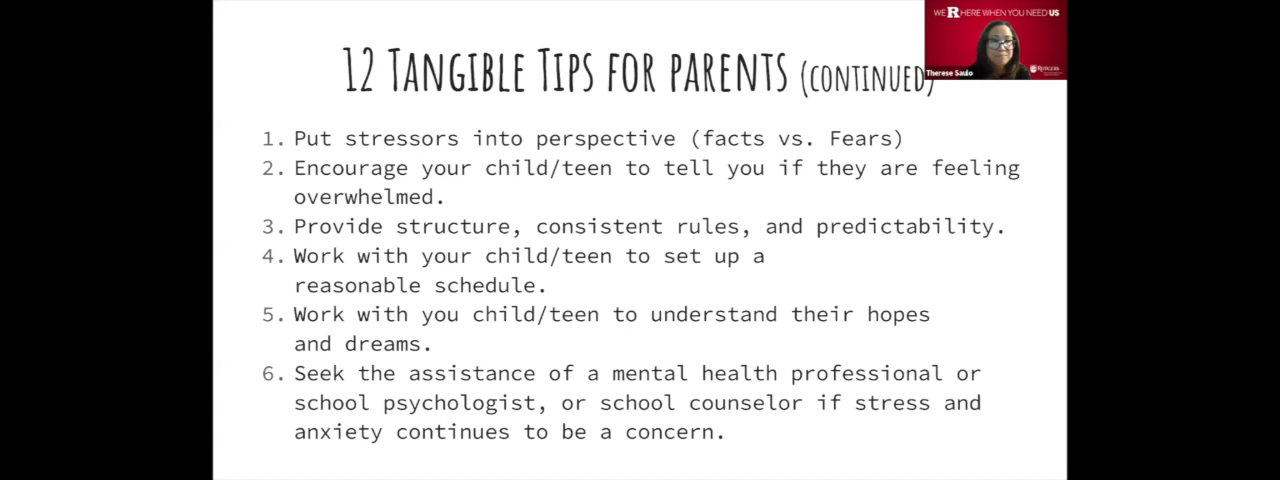 WE R HERE WHEN YOU NEED US
Therese Saulo
RUTGERS
12 TANGIBLE TIPS FOR PARENTS (CONTINUED)
1. Put stressors into perspective (facts vs. Fears)
2. Encourage your child/teen to tell you if they are feeling
overwhelmed.
3. Provide structure, consistent rules, and predictability.
4. Work with your child/teen to set up a
reasonable schedule.
5. Work with you child/teen to understand their hopes
and dreams.
6. Seek the assistance of a mental health professional or
school psychologist, or school counselor if stress and
anxiety continues to be a concern.